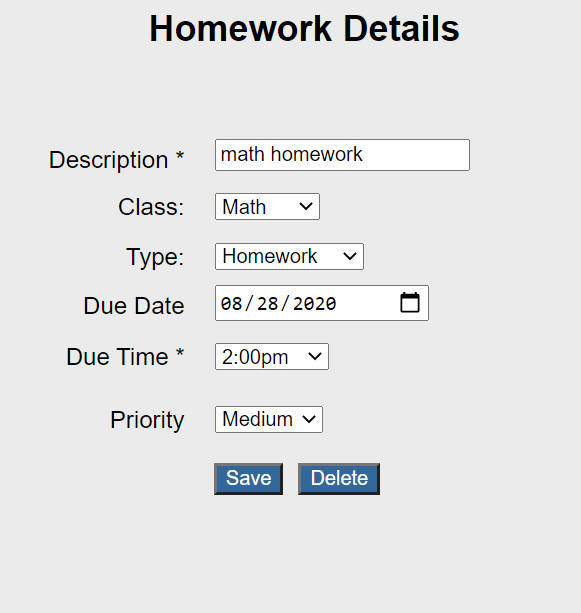 Homework Details
Description * math homework
Class: Math
Type: Homework
Due Date 08/28/2020
Due Time * 2:00pm
Priority Medium
Save Delete